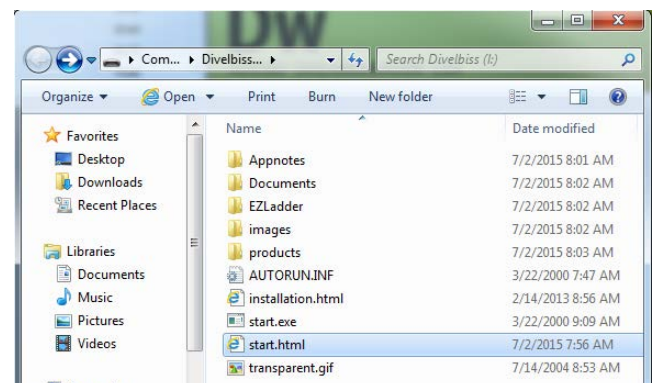 DW
Com... Divelbiss... Search Divelbiss (I:)
Organize Open Print Burn New folder
Name Date modified
Favorites
Desktop
Downloads
Recent Places
Libraries
Documents
Music
Pictures
Videos
Appnotes 7/2/2015 8:01 AM
Documents 7/2/2015 8:02 AM
EZLadder 7/2/2015 8:02 AM
images 7/2/2015 8:02 AM
products 7/2/2015 8:03 AM
AUTORUN.INF 3/22/2000 7:47 AM
installation.html 2/14/2013 8:56 AM
start.exe 3/22/2000 9:09 AM
start.html 7/2/2015 7:56 AM
transparent.gif 7/14/2004 8:53 AM